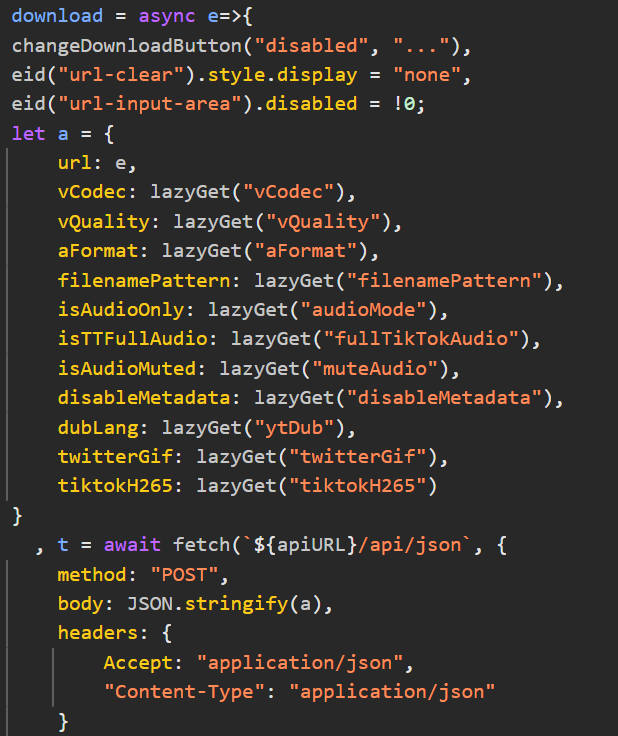 download = async e=>{
changeDownloadButton("disabled", "..."),
eid("url-clear").style.display = "none",
eid("url-input-area").disabled = !0;
let a = {
    url: e,
    vCodec: lazyGet("vCodec"),
    vQuality: lazyGet("vQuality"),
    aFormat: lazyGet("aFormat"),
    filenamePattern: lazyGet("filenamePattern"),
    isAudioOnly: lazyGet("audioMode"),
    isTTFullAudio: lazyGet("fullTikTokAudio"),
    isAudioMuted: lazyGet("muteAudio"),
    disableMetadata: lazyGet("disableMetadata"),
    dubLang: lazyGet("ytDub"),
    twitterGif: lazyGet("twitterGif"),
    tiktokH265: lazyGet("tiktokH265")
}
  , t = await fetch(`${apiURL}/api/json`, {
    method: "POST",
    body: JSON.stringify(a),
    headers: {
        Accept: "application/json",
        "Content-Type": "application/json"
    }